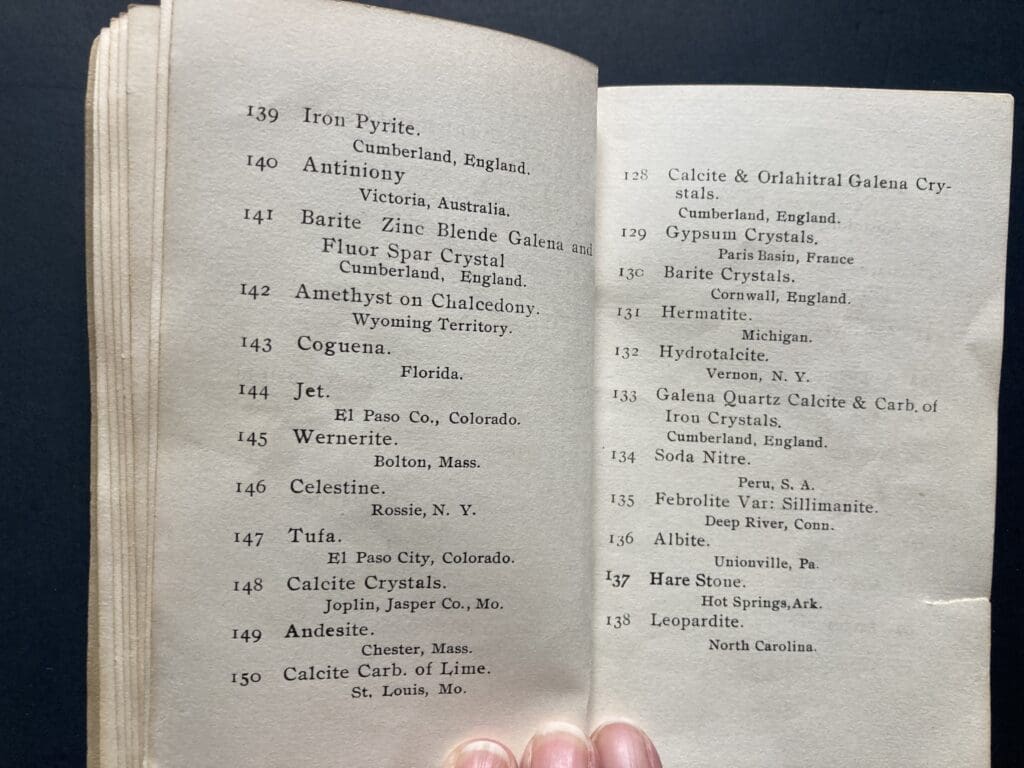 139 Iron Pyrite.
Cumberland, England.
140 Antiniony
Victoria, Australia.
141 Barite Zinc Blende Galena and
Fluor Spar Crystal
Cumberland, England.
142 Amethyst on Chalcedony.
Wyoming Territory.
143 Coguena.
Florida.
144 Jet.
El Paso Co., Colorado.
145 Wernerite.
Bolton, Mass.
146 Celestine.
Rossie, N. Y.
147 Tufa.
El Paso City, Colorado.
148 Calcite Crystals.
Joplin, Jasper Co., Mo.
149 Andesite.
Chester, Mass.
150 Calcite Carb. of Lime.
St. Louis, Mo.
128 Calcite & Orlahitral Galena Cry-
stals.
Cumberland, England.
129 Gypsum Crystals.
Paris Basin, France
130 Barite Crystals.
Cornwall, England.
131 Hermatite.
Michigan.
132 Hydrotalcite.
Vernon, N. Y.
133 Galena Quartz Calcite & Carb. of
Iron Crystals.
Cumberland, England.
134 Soda Nitre.
Peru, S. A.
135 Febrolite Var: Sillimanite.
Deep River, Conn.
136 Albite.
Unionville, Pa.
137 Hare Stone.
Hot Springs, Ark.
138 Leopardite.
North Carolina.